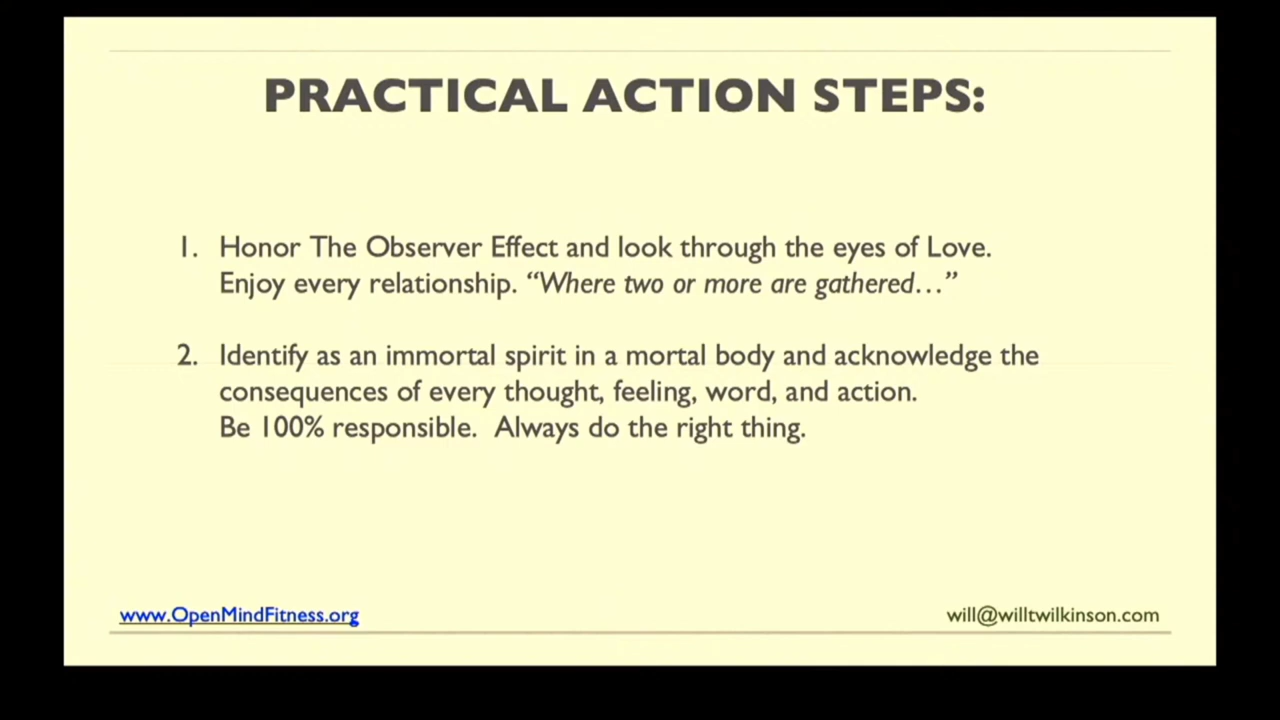 PRACTICAL ACTION STEPS:
1. Honor The Observer Effect and look through the eyes of Love.
Enjoy every relationship. “Where two or more are gathered…”
2. Identify as an immortal spirit in a mortal body and acknowledge the
consequences of every thought, feeling, word, and action.
Be 100% responsible.  Always do the right thing.
www.OpenMindFitness.org
will@willtwilkinson.com